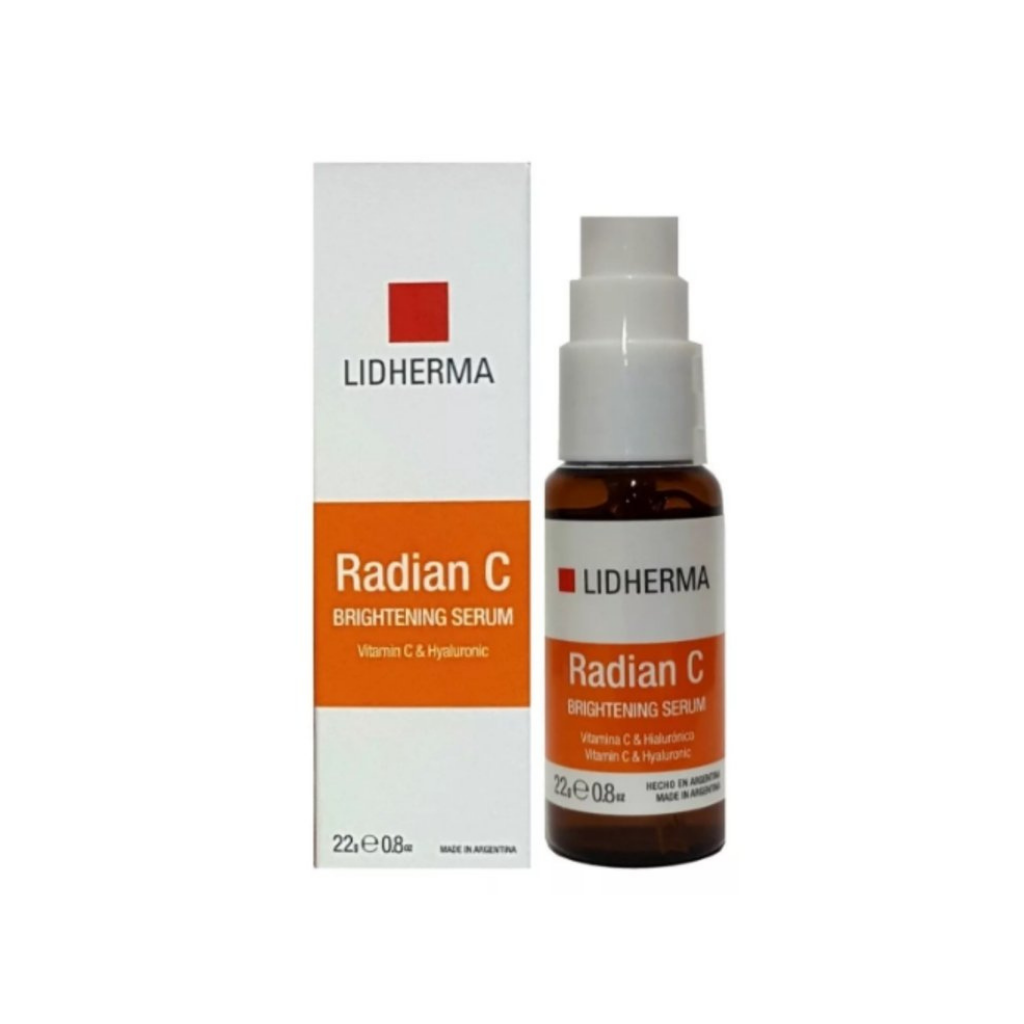 LIDHERMA
Radian C
BRIGHTENING SERUM
Vitamin C & Hyaluronic
22g e 0.8oz
MADE IN ARGENTINA
LIDHERMA
Radian C
BRIGHTENING SERUM
Vitamina C & Hialurónico
Vitamin C & Hyaluronic
22g e 0.8oz
HECHO EN ARGENTINA
MADE IN ARGENTINA